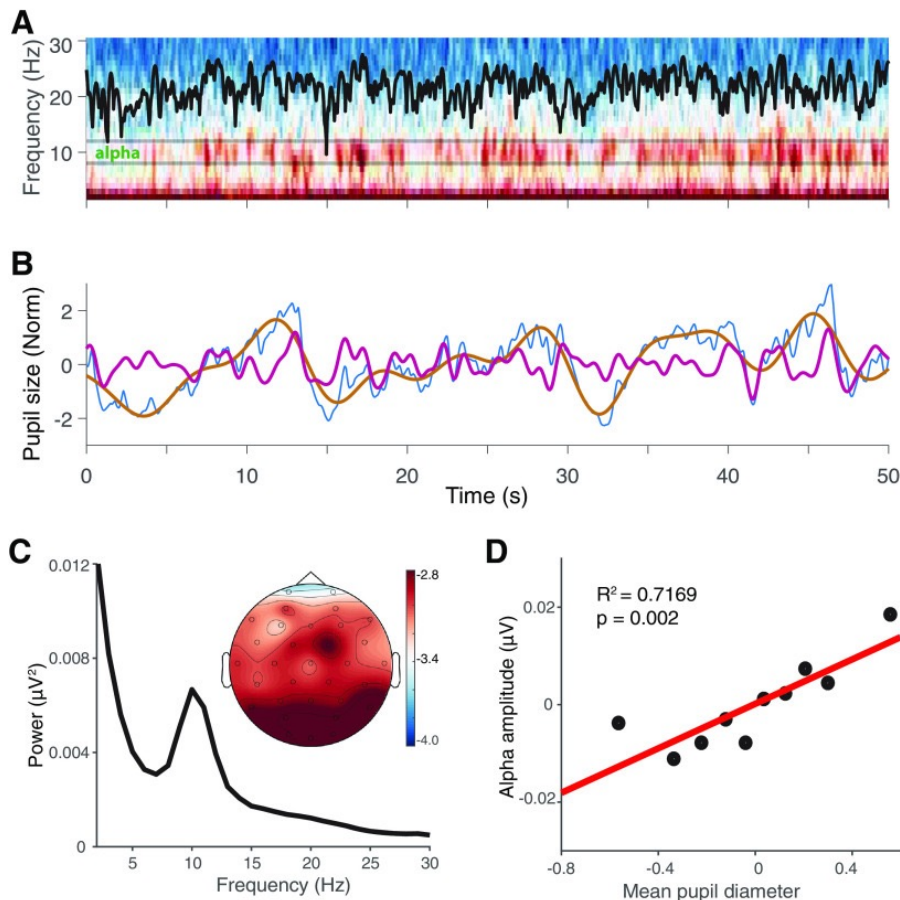 A
Frequency (Hz)
30
20
10
alpha
B
Pupil size (Norm)
2
0
-2
0
10
20
30
40
50
Time (s)
C
Power (µV²)
0.012
0.008
0.004
0
5
10
15
20
25
30
Frequency (Hz)
-2.8
-3.4
-4.0
D
Alpha amplitude (µV)
R² = 0.7169
p = 0.002
0.02
0
-0.02
-0.8
-0.4
0
0.4
Mean pupil diameter